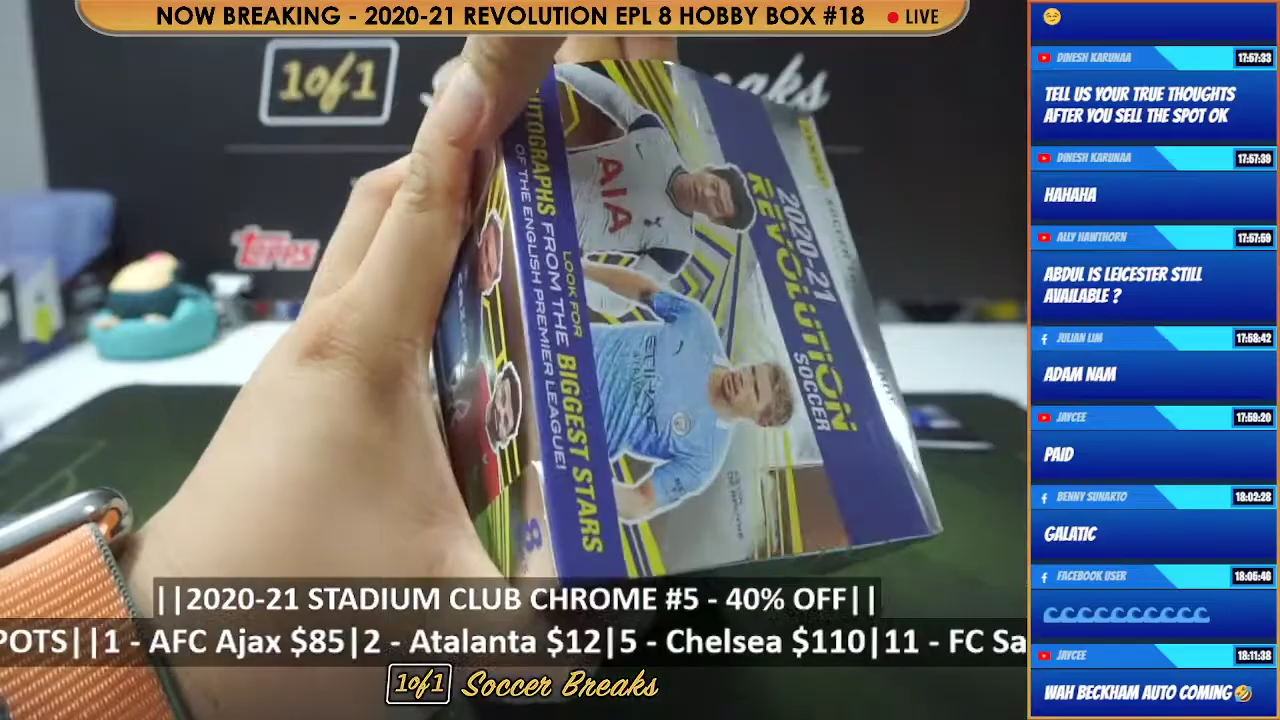 NOW BREAKING - 2020-21 REVOLUTION EPL 8 HOBBY BOX #18
LIVE
1of1
TOPPS
AUTOGRAPHS FROM THE BIGGEST STARS
OF THE ENGLISH PREMIER LEAGUE!
LOOK FOR
AIA
ETIHAD
2020-21
REVOLUTION
SOCCER
8
||2020-21 STADIUM CLUB CHROME #5 - 40% OFF||
POTS||1 - AFC Ajax $85|2 - Atalanta $12|5 - Chelsea $110|11 - FC Sa
1of1 Soccer Breaks
DINESH KARUNAA 17:57:33
TELL US YOUR TRUE THOUGHTS
AFTER YOU SELL THE SPOT OK
DINESH KARUNAA 17:57:39
HAHAHA
ALLY HAWTHORN 17:57:59
ABDUL IS LEICESTER STILL
AVAILABLE ?
JULIAN LIM 17:58:42
ADAM NAM
JAYCEE 17:59:20
PAID
BENNY SUNARTO 18:02:28
GALATIC
FACEBOOK USER 18:05:46
JAYCEE 18:11:38
WAH BECKHAM AUTO COMING